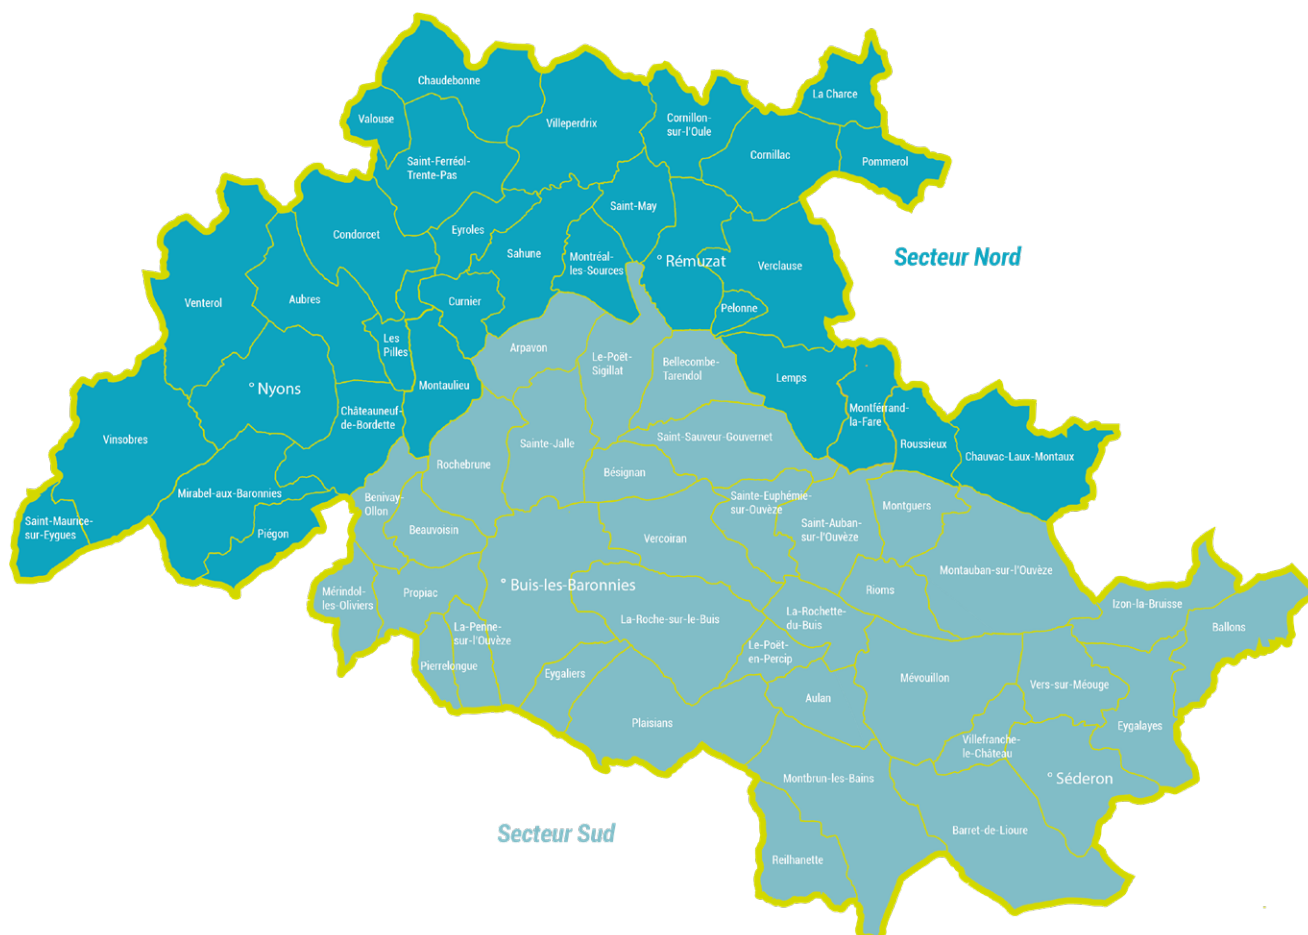 Chaudebonne
La Charce
Valouse
Villeperdrix
Cornillon-
sur-l'Oule
Cornillac
Pommerol
Saint-Ferréol-
Trente-Pas
Saint-May
Condorcet
Eyroles
Sahune
Montréal-
les-Sources
° Rémuzat
Verclause
Secteur Nord
Venterol
Aubres
Curnier
Pelonne
Les
Pilles
Arpavon
Le-Poët-
Sigillat
Bellecombe-
Tarendol
Lemps
° Nyons
Montaulieu
Châteauneuf-
de-Bordette
Montférrand-
la-Fare
Vinsobres
Sainte-Jalle
Saint-Sauveur-Gouvernet
Roussieux
Chauvac-Laux-Montaux
Rochebrune
Bésignan
Mirabel-aux-Baronnies
Benivay-
Ollon
Sainte-Euphémie-
sur-Ouvèze
Montguers
Saint-Maurice-
sur-Eygues
Piégon
Beauvoisin
Vercoiran
Saint-Auban-
sur-l'Ouvèze
Montauban-sur-l'Ouvèze
Mérindol-
les-Oliviers
Propiac
° Buis-les-Baronnies
Rioms
Izon-la-Bruisse
La-Penne-
sur-l'Ouvèze
La-Roche-sur-le-Buis
La-Rochette-
du-Buis
Ballons
Pierrelongue
Eygaliers
Le-Poët-
en-Percip
Mévouillon
Vers-sur-Méouge
Aulan
Plaisians
Eygalayes
Villefranche-
le-Château
Montbrun-les-Bains
° Séderon
Secteur Sud
Barret-de-Lioure
Reilhanette